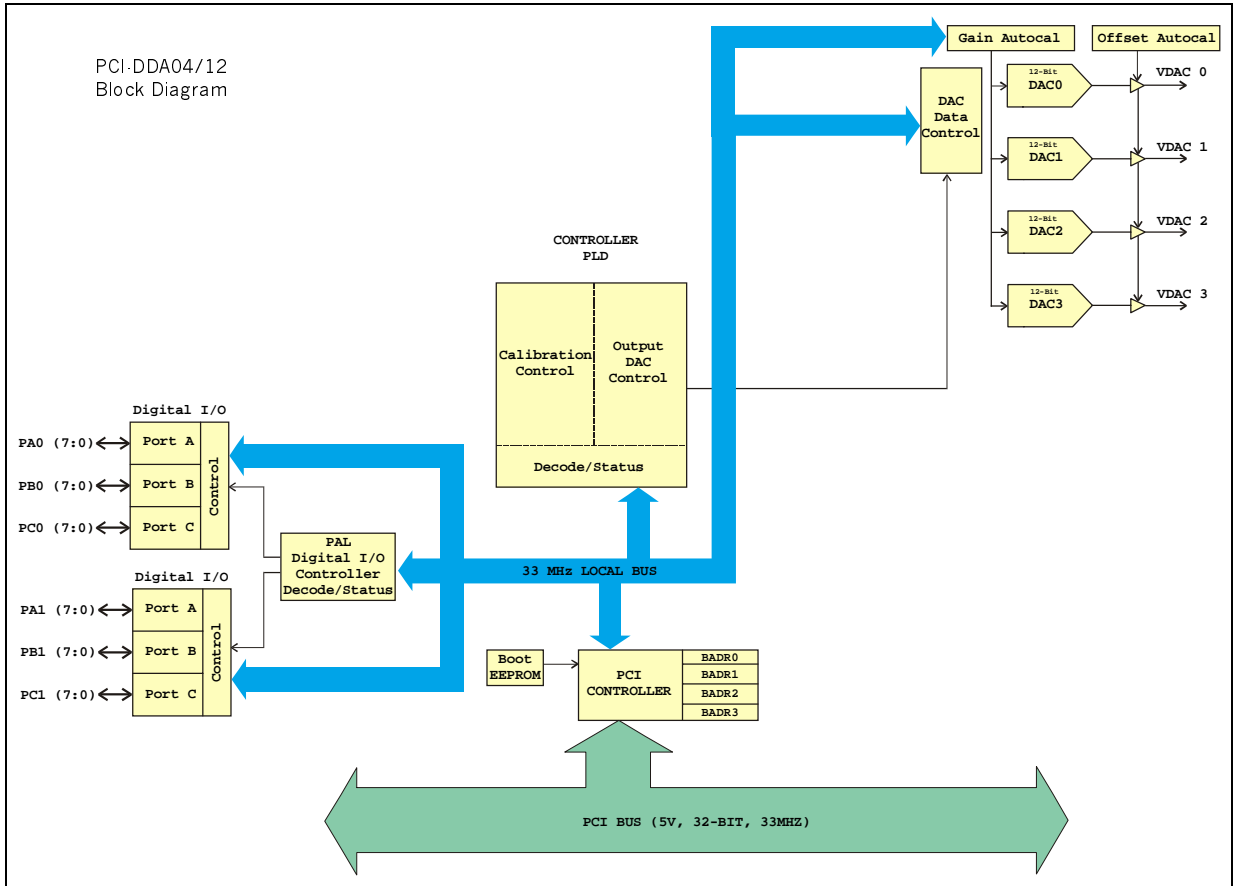 PCI-DDA04/12
Block Diagram
Gain Autocal
Offset Autocal
DAC
Data
Control
12-Bit
DAC0
VDAC 0
12-Bit
DAC1
VDAC 1
12-Bit
DAC2
VDAC 2
12-Bit
DAC3
VDAC 3
CONTROLLER
PLD
Calibration
Control
Output
DAC
Control
Decode/Status
Digital I/O
PA0 (7:0)
Port A
PB0 (7:0)
Port B
PC0 (7:0)
Port C
Control
PAL
Digital I/O
Controller
Decode/Status
33 MHz LOCAL BUS
Digital I/O
PA1 (7:0)
Port A
PB1 (7:0)
Port B
PC1 (7:0)
Port C
Control
Boot
EEPROM
PCI
CONTROLLER
BADR0
BADR1
BADR2
BADR3
PCI BUS (5V, 32-BIT, 33MHZ)